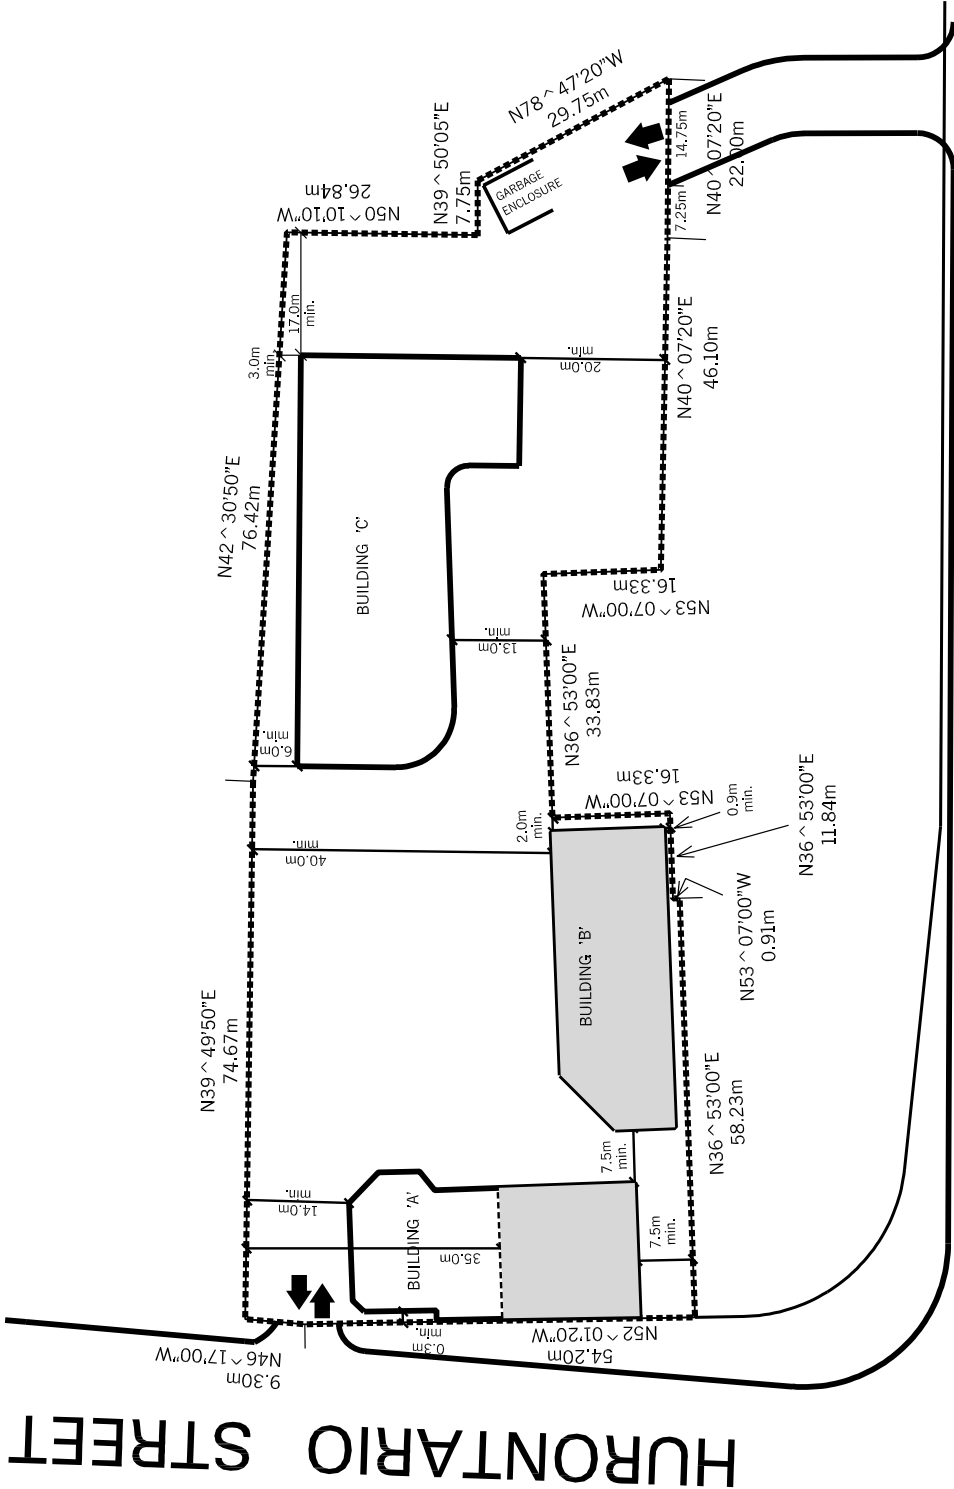 N78^47'20"W
29.75m
N39^50'05"E
7.75m
26.84m
N50^10'10"W
GARBAGE
ENCLOSURE
14.75m
7.25m
N40^07'20"E
22.00m
17.0m
min.
3.0m
min.
20.0m
min.
N40^07'20"E
46.10m
N42^30'50"E
76.42m
BUILDING 'C'
16.33m
N53^07'00"W
13.0m
min.
N36^53'00"E
33.83m
6.0m
min.
16.33m
N53^07'00"W
0.9m
min.
2.0m
min.
40.0m
min.
N36^53'00"E
11.84m
N53^07'00"W
0.91m
BUILDING 'B'
N39^49'50"E
74.67m
N36^53'00"E
58.23m
7.5m
min.
14.0m
min.
BUILDING 'A'
35.0m
7.5m
min.
0.3m
min.
N52^01'20"W
54.20m
N46^17'00"W
9.30m
HURONTARIO STREET